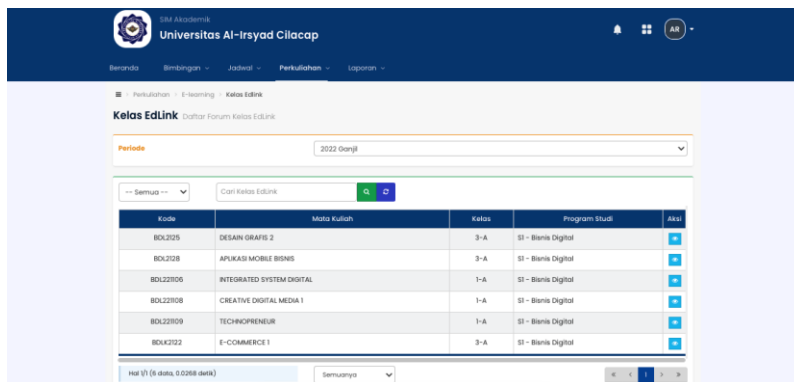 SIM Akademik
Universitas Al-Irsyad Cilacap
AR
Beranda Bimbingan Jadwal Perkuliahan Laporan
Perkuliahan E-learning Kelas Edlink
Kelas EdLink Daftar Forum Kelas EdLink
Periode 2022 Ganjil
-- Semua -- Cari Kelas EdLink
Kode Mata Kuliah Kelas Program Studi Aksi
BDL2125 DESAIN GRAFIS 2 3-A S1 - Bisnis Digital
BDL2128 APLIKASI MOBILE BISNIS 3-A S1 - Bisnis Digital
BDL221106 INTEGRATED SYSTEM DIGITAL 1-A S1 - Bisnis Digital
BDL221108 CREATIVE DIGITAL MEDIA 1 1-A S1 - Bisnis Digital
BDL221109 TECHNOPRENEUR 1-A S1 - Bisnis Digital
BDLK2122 E-COMMERCE 1 3-A S1 - Bisnis Digital
Hal 1/1 (6 data, 0.0268 detik) Semuanya « ‹ 1 › »